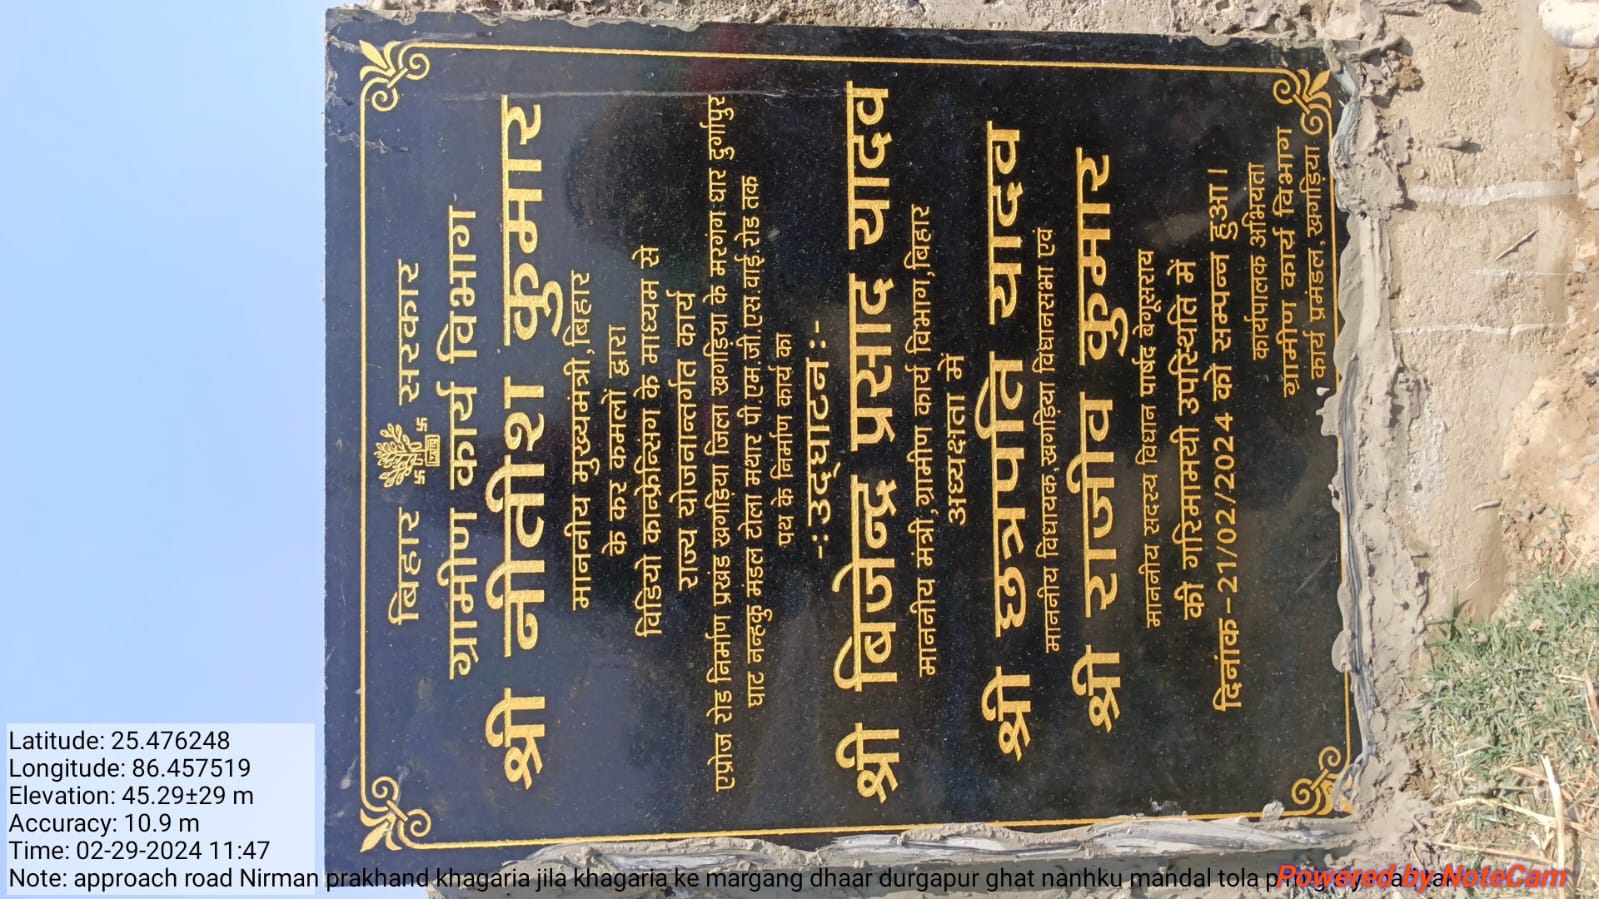 बिहार सरकार
ग्रामीण कार्य विभाग
श्री नीतीश कुमार
माननीय मुख्यमंत्री,बिहार
के कर कमलों द्वारा
विडियो कान्फ्रेन्सिंग के माध्यम से
राज्य योजनान्तर्गत कार्य
एप्रोज रोड निर्माण प्रखंड खगड़िया जिला खगड़िया के मरगंग धार दुर्गापुर
घाट नन्हकु मंडल टोला मथार पी.एम.जी.एस.वाई.रोड तक
पथ के निर्माण कार्य का
-ः उद्घाटन ः-
श्री बिजेन्द्र प्रसाद यादव
माननीय मंत्री,ग्रामीण कार्य विभाग,बिहार
अध्यक्षता में
श्री छत्रपति यादव
माननीय विधायक,खगड़िया विधानसभा एवं
श्री राजीव कुमार
माननीय सदस्य विधान पार्षद बेगूसराय
की गरिमामयी उपस्थिति में
दिनांक-21/02/2024 को सम्पन्न हुआ।
कार्यपालक अभियंता
ग्रामीण कार्य विभाग
कार्य प्रमंडल, खगड़िया
Latitude: 25.476248
Longitude: 86.457519
Elevation: 45.29±29 m
Accuracy: 10.9 m
Time: 02-29-2024 11:47
Note: approach road Nirman prakhand khagaria jila khagaria ke margang dhaar durgapur ghat nanhku mandal tola
Powered by NoteCam